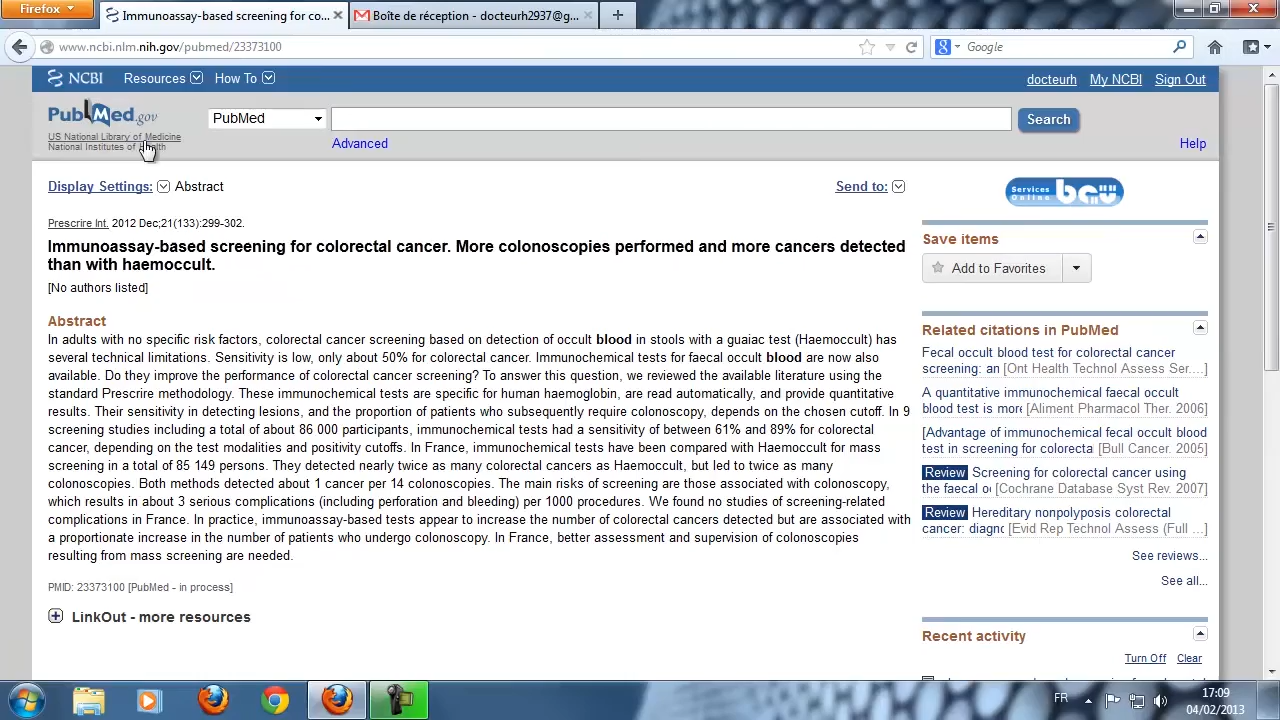 Firefox
Immunoassay-based screening for co...
Boîte de réception - docteurh2937@g...
www.ncbi.nlm.nih.gov/pubmed/23373100
Google
NCBI Resources How To
docteurh My NCBI Sign Out
PubMed.gov
US National Library of Medicine
National Institutes of Health
PubMed
Search
Advanced
Help
Display Settings: Abstract
Send to:
Prescrire Int. 2012 Dec;21(133):299-302.
Immunoassay-based screening for colorectal cancer. More colonoscopies performed and more cancers detected
than with haemoccult.
[No authors listed]
Abstract
In adults with no specific risk factors, colorectal cancer screening based on detection of occult blood in stools with a guaiac test (Haemoccult) has
several technical limitations. Sensitivity is low, only about 50% for colorectal cancer. Immunochemical tests for faecal occult blood are now also
available. Do they improve the performance of colorectal cancer screening? To answer this question, we reviewed the available literature using the
standard Prescrire methodology. These immunochemical tests are specific for human haemoglobin, are read automatically, and provide quantitative
results. Their sensitivity in detecting lesions, and the proportion of patients who subsequently require colonoscopy, depends on the chosen cutoff. In 9
screening studies including a total of about 86 000 participants, immunochemical tests had a sensitivity of between 61% and 89% for colorectal
cancer, depending on the test modalities and positivity cutoffs. In France, immunochemical tests have been compared with Haemoccult for mass
screening in a total of 85 149 persons. They detected nearly twice as many colorectal cancers as Haemoccult, but led to twice as many
colonoscopies. Both methods detected about 1 cancer per 14 colonoscopies. The main risks of screening are those associated with colonoscopy,
which results in about 3 serious complications (including perforation and bleeding) per 1000 procedures. We found no studies of screening-related
complications in France. In practice, immunoassay-based tests appear to increase the number of colorectal cancers detected but are associated with
a proportionate increase in the number of patients who undergo colonoscopy. In France, better assessment and supervision of colonoscopies
resulting from mass screening are needed.
PMID: 23373100 [PubMed - in process]
LinkOut - more resources
Services
Online
Save items
Add to Favorites
Related citations in PubMed
Fecal occult blood test for colorectal cancer
screening: an [Ont Health Technol Assess Ser....]
A quantitative immunochemical faecal occult
blood test is more [Aliment Pharmacol Ther. 2006]
[Advantage of immunochemical fecal occult blood
test in screening for colorecta [Bull Cancer. 2005]
Review Screening for colorectal cancer using
the faecal o [Cochrane Database Syst Rev. 2007]
Review Hereditary nonpolyposis colorectal
cancer: diagn [Evid Rep Technol Assess (Full ...]
See reviews...
See all...
Recent activity
Turn Off Clear
FR
17:09
04/02/2013